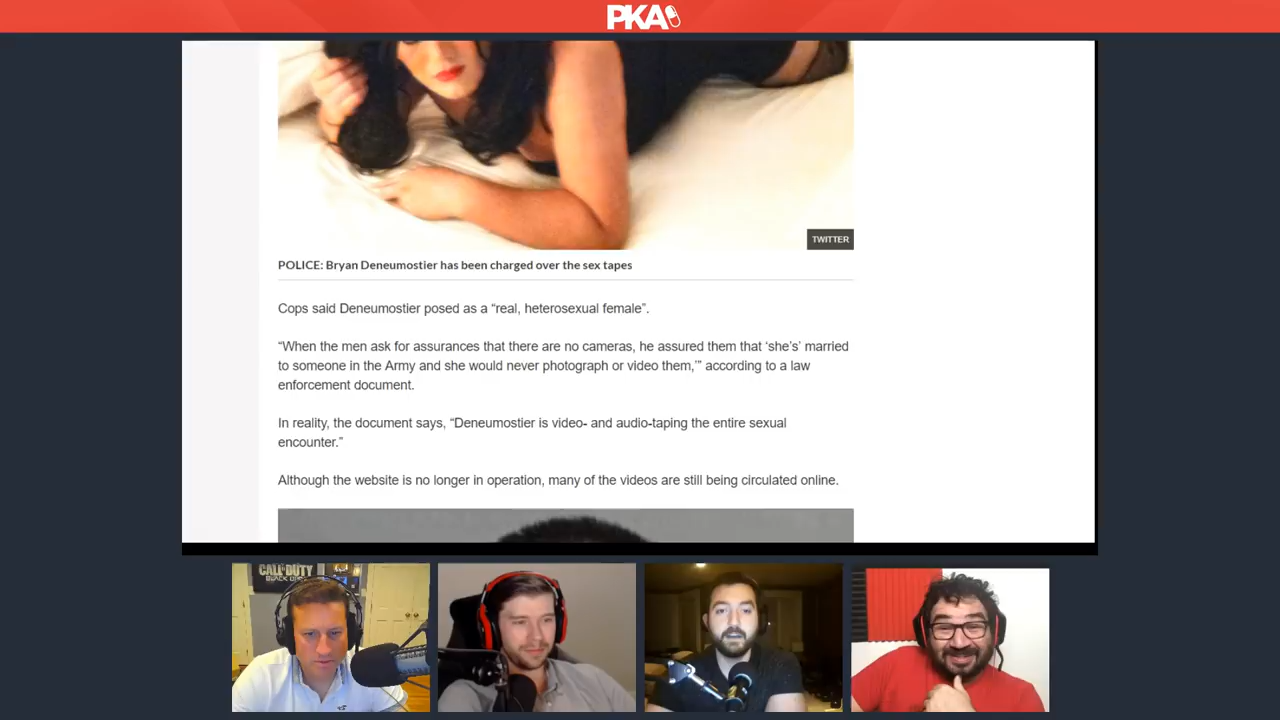 PKA
TWITTER
POLICE: Bryan Deneumostier has been charged over the sex tapes
Cops said Deneumostier posed as a “real, heterosexual female”.
“When the men ask for assurances that there are no cameras, he assured them that ‘she’s’ married
to someone in the Army and she would never photograph or video them,’” according to a law
enforcement document.
In reality, the document says, “Deneumostier is video- and audio-taping the entire sexual
encounter.”
Although the website is no longer in operation, many of the videos are still being circulated online.
CALL OF DUTY
BLACK OPS